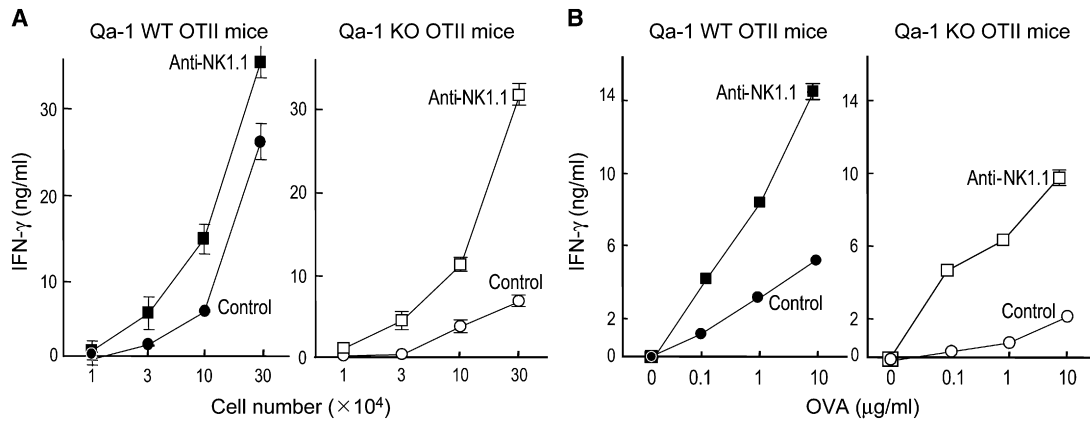 A
Qa-1 WT OTII mice
Qa-1 KO OTII mice
IFN-γ (ng/ml)
30
20
10
0
Anti-NK1.1
Control
1 3 10 30
30
20
10
0
Anti-NK1.1
Control
1 3 10 30
Cell number (×10⁴)
B
Qa-1 WT OTII mice
Qa-1 KO OTII mice
IFN-γ (ng/ml)
14
10
6
2
0
Anti-NK1.1
Control
0 0.1 1 10
14
10
6
2
0
Anti-NK1.1
Control
0 0.1 1 10
OVA (μg/ml)